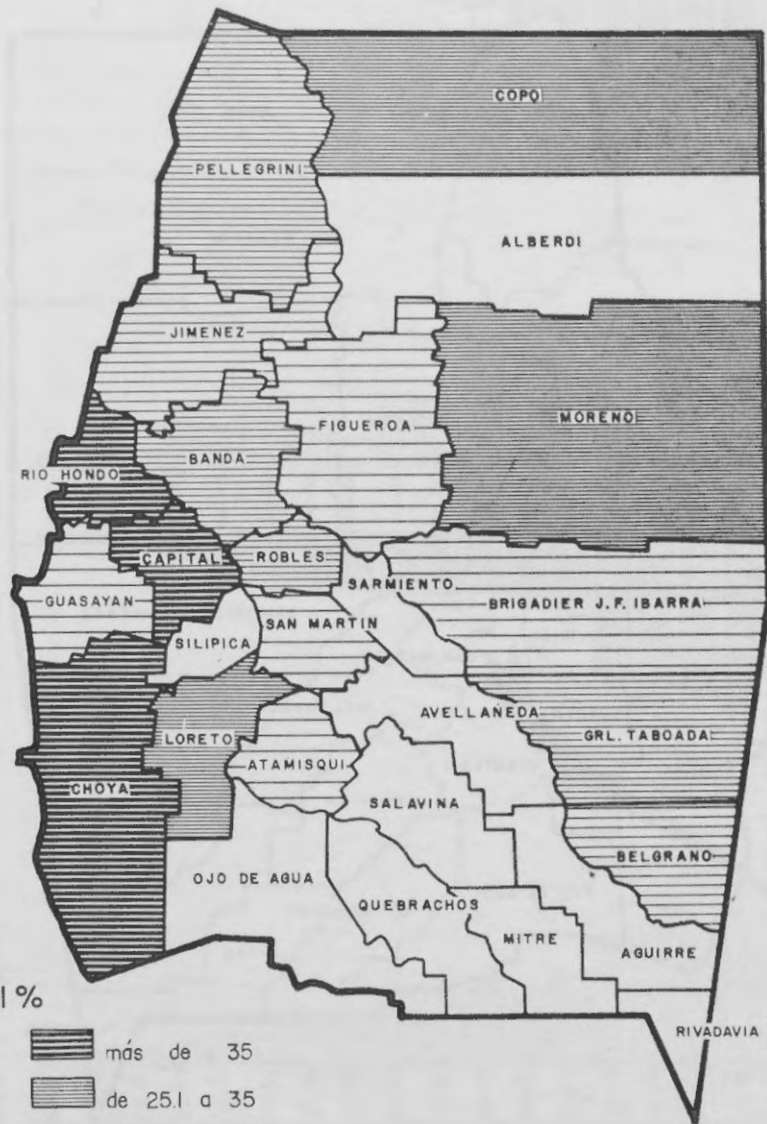 COPO
PELLEGRINI
ALBERDI
JIMENEZ
MORENO
FIGUEROA
BANDA
RIO HONDO
CAPITAL
ROBLES
SARMIENTO
GUASAYAN
BRIGADIER J.F. IBARRA
SAN MARTIN
SILIPICA
AVELLAÑEDA
LORETO
GRL. TABOADA
ATAMISQUI
CHOYA
SALAVINA
BELGRANO
OJO DE AGUA
QUEBRACHOS
MITRE
AGUIRRE
1%
RIVADAVIA
más de 35
de 25.1 a 35